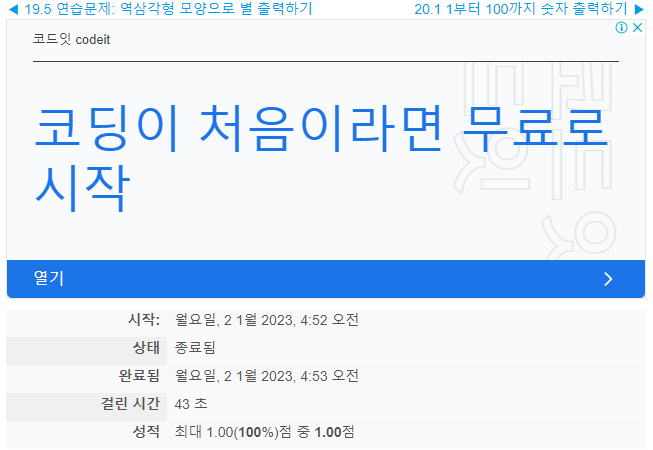 ◀ 19.5 연습문제: 역삼각형 모양으로 별 출력하기 20.1 1부터 100까지 숫자 출력하기 ▶
코드잇 codeit
코딩이 처음이라면 무료로
시작
열기
시작: 월요일, 2 1월 2023, 4:52 오전
상태 종료됨
완료됨 월요일, 2 1월 2023, 4:53 오전
걸린 시간 43 초
성적 최대 1.00(100%)점 중 1.00점